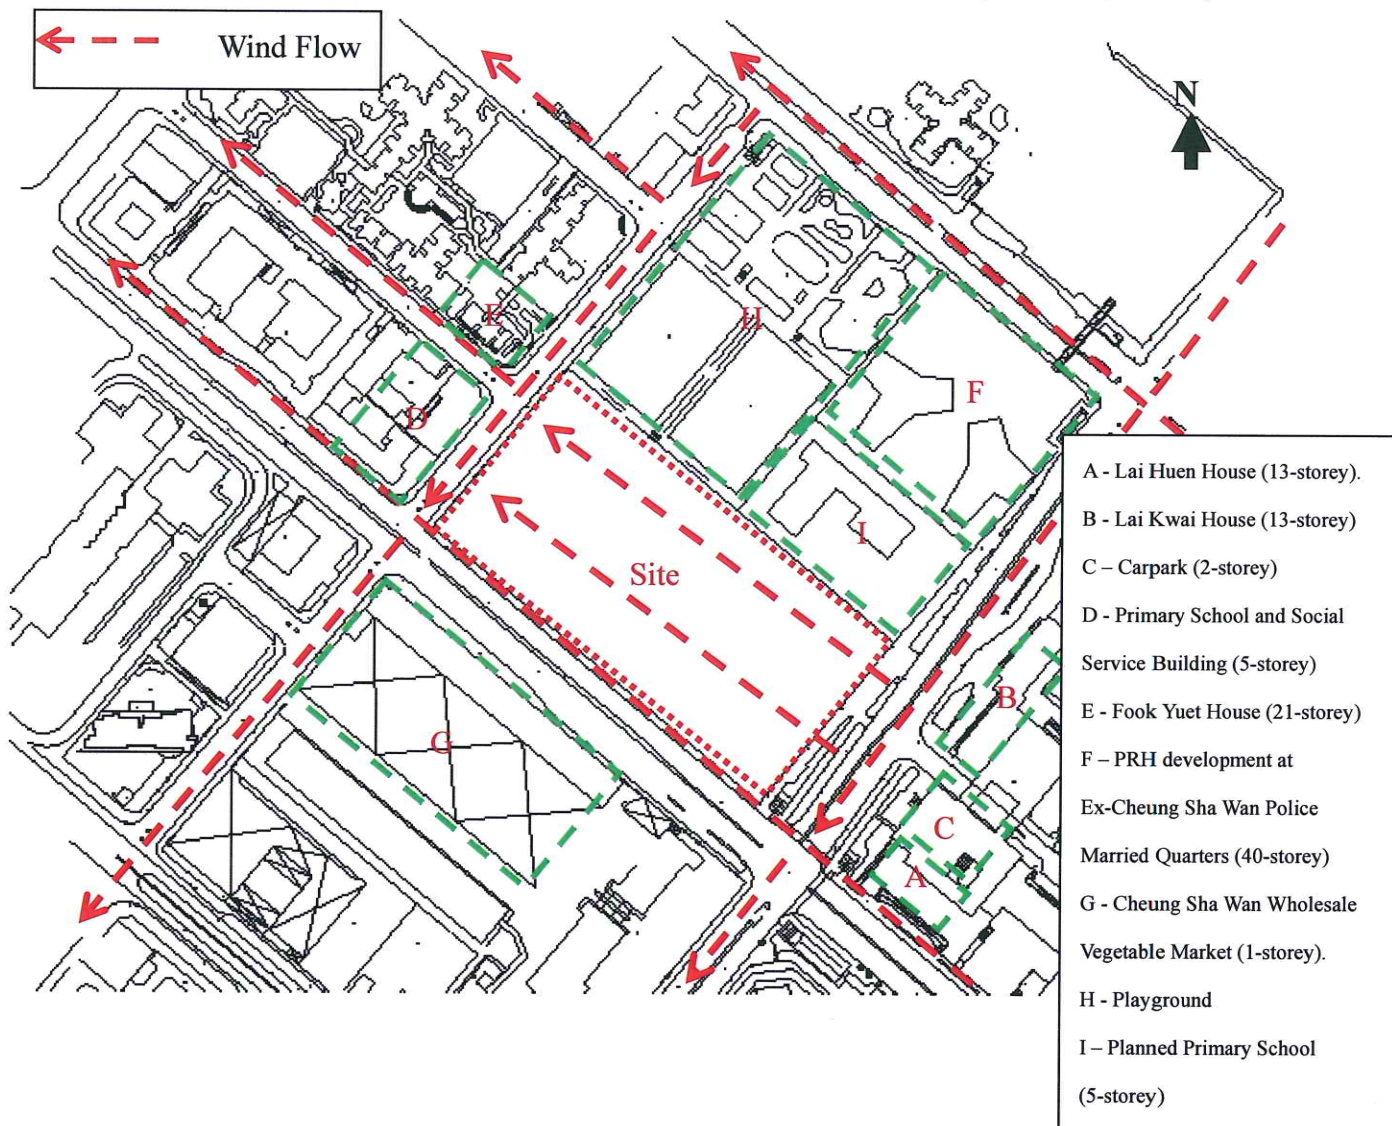 Wind Flow
N
E
H
F
D
I
Site
B
G
C
A
A - Lai Huen House (13-storey).
B - Lai Kwai House (13-storey)
C – Carpark (2-storey)
D - Primary School and Social
Service Building (5-storey)
E - Fook Yuet House (21-storey)
F – PRH development at
Ex-Cheung Sha Wan Police
Married Quarters (40-storey)
G - Cheung Sha Wan Wholesale
Vegetable Market (1-storey).
H - Playground
I – Planned Primary School
(5-storey)